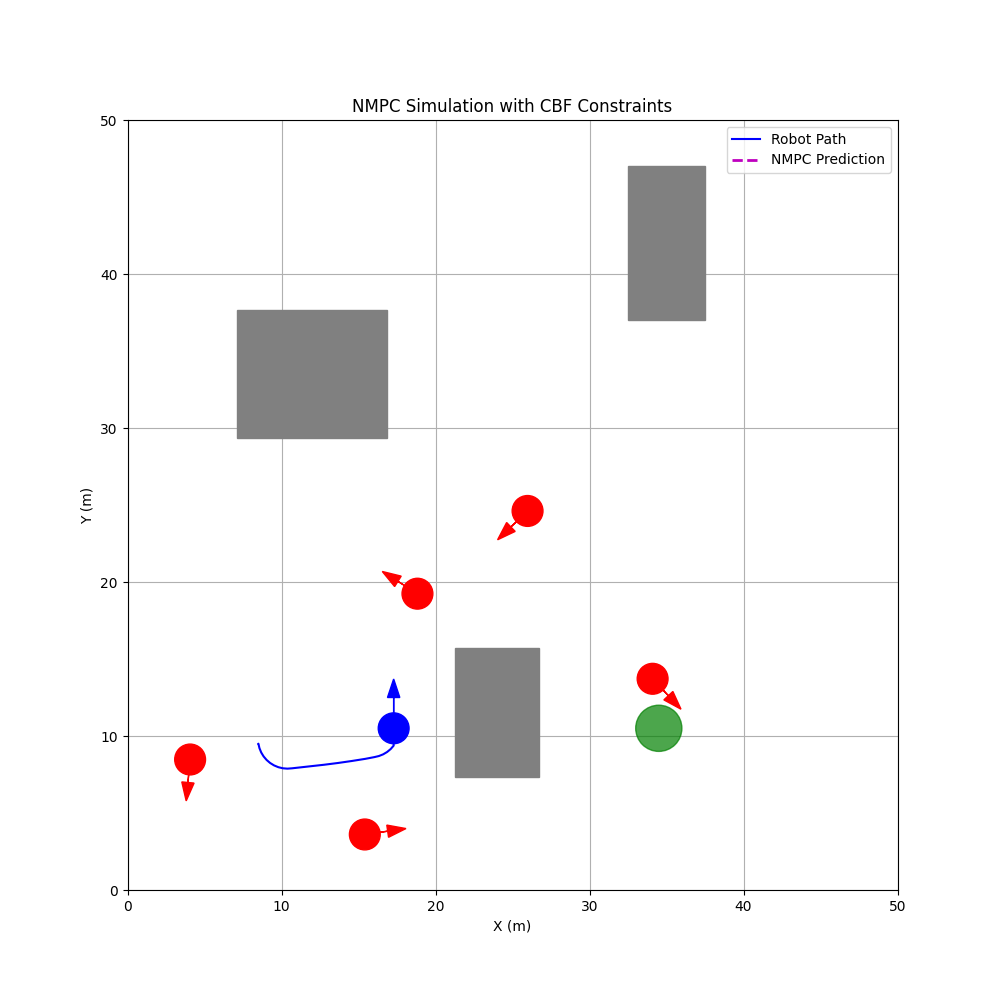 NMPC Simulation with CBF Constraints
Robot Path
NMPC Prediction
50
40
30
20
10
0
Y (m)
0 10 20 30 40 50
X (m)